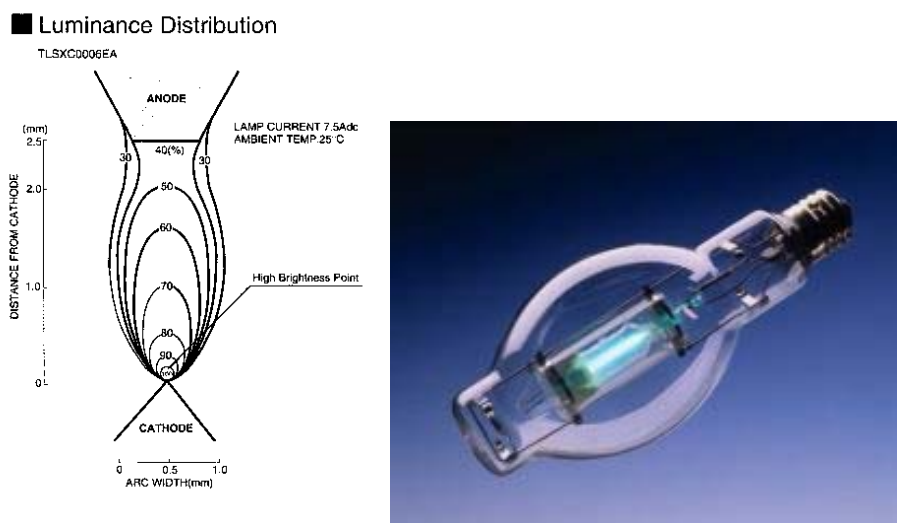 Luminance Distribution
TLSXC0006EA
ANODE
(mm)
LAMP CURRENT 7.5Adc
AMBIENT TEMP.25°C
2.5
40(%)
30
30
2.0
50
60
DISTANCE FROM CATHODE
High Brightness Point
1.0
70
80
90
0
CATHODE
0 0.5 1.0
ARC WIDTH(mm)